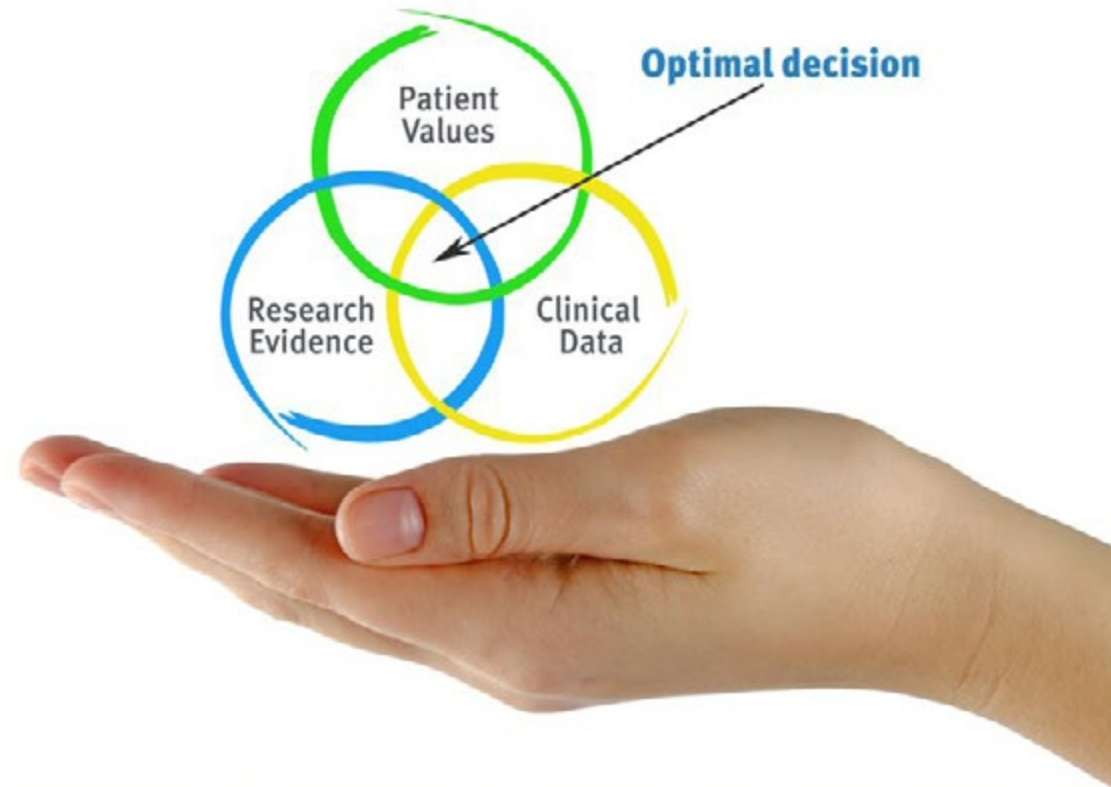 Optimal decision
Patient
Values
Research
Evidence
Clinical
Data